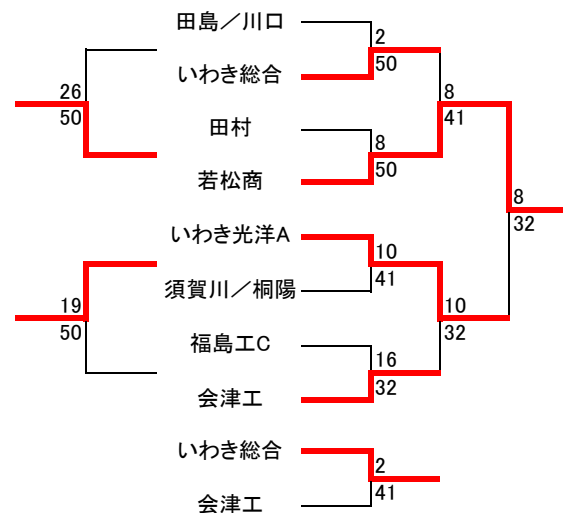 田島／川口
2
50
いわき総合
26
50
8
41
田村
8
50
若松商
8
32
いわき光洋A
10
41
須賀川／桐陽
19
50
10
32
福島工C
16
32
会津工
いわき総合
2
41
会津工